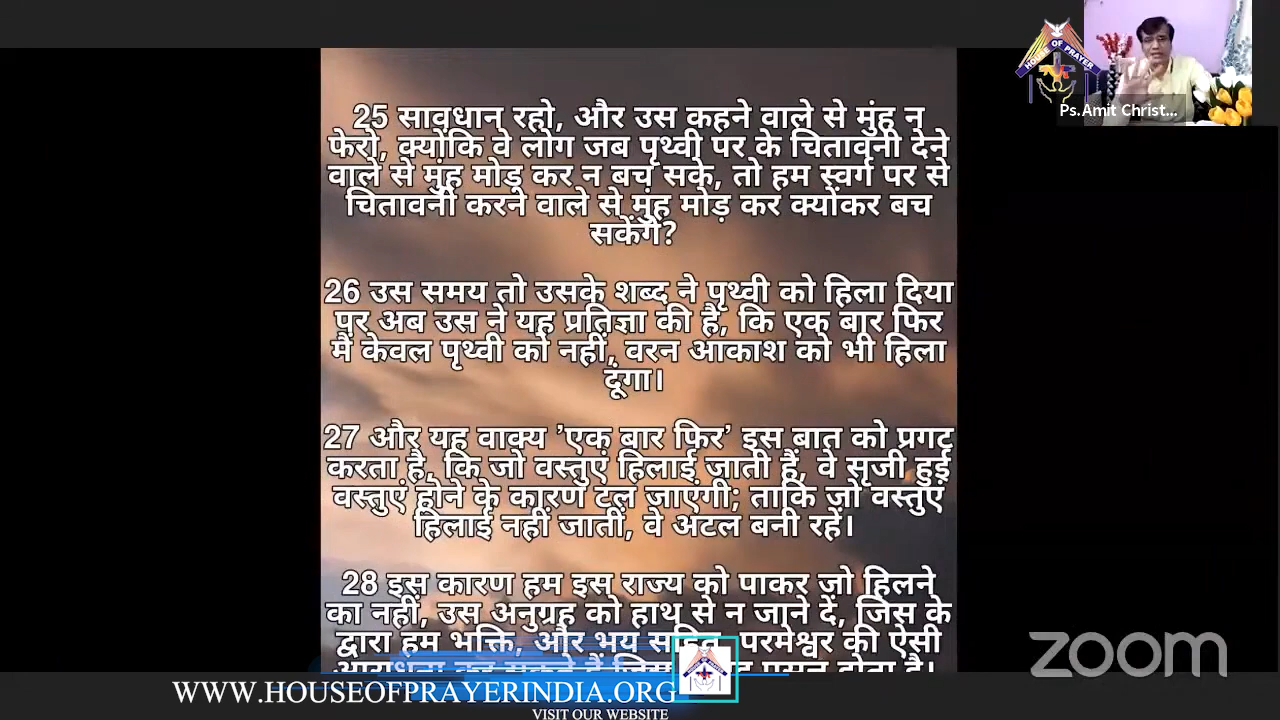 HOUSE OF PRAYER
Ps.Amit Christ...
25 सावधान रहो, और उस कहने वाले से मुंह न
फेरो, क्योंकि वे लोग जब पृथ्वी पर के चितावनी देने
वाले से मुंह मोड़ कर न बच सके, तो हम स्वर्ग पर से
चितावनी करने वाले से मुंह मोड़ कर क्योंकर बच
सकेंगे?
26 उस समय तो उसके शब्द ने पृथ्वी को हिला दिया
पर अब उस ने यह प्रतिज्ञा की है, कि एक बार फिर
मैं केवल पृथ्वी को नहीं, वरन आकाश को भी हिला
दूंगा।
27 और यह वाक्य 'एक बार फिर' इस बात को प्रगट
करता है, कि जो वस्तुएं हिलाई जाती हैं, वे सृजी हुई
वस्तुएं होने के कारण टल जाएंगी; ताकि जो वस्तुएं
हिलाई नहीं जातीं, वे अटल बनी रहें।
28 इस कारण हम इस राज्य को पाकर जो हिलने
का नहीं, उस अनुग्रह को हाथ से न जाने दें, जिस के
द्वारा हम भक्ति, और भय सहित, परमेश्वर की ऐसी
zoom
WWW.HOUSEOFPRAYERINDIA.ORG
VISIT OUR WEBSITE